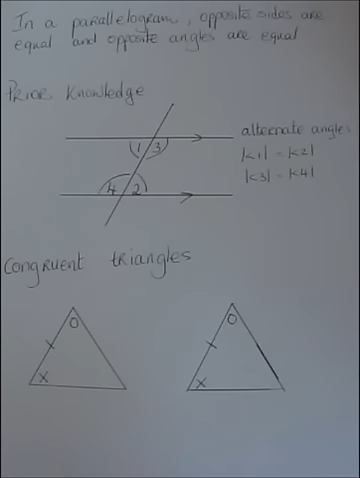 In a parallelogram, opposite sides are
equal and opposite angles are equal
Prior Knowledge
1 3
alternate angles
|<1| = |<2|
4 2
|<3| = |<4|
Congruent triangles
O
O
X
X